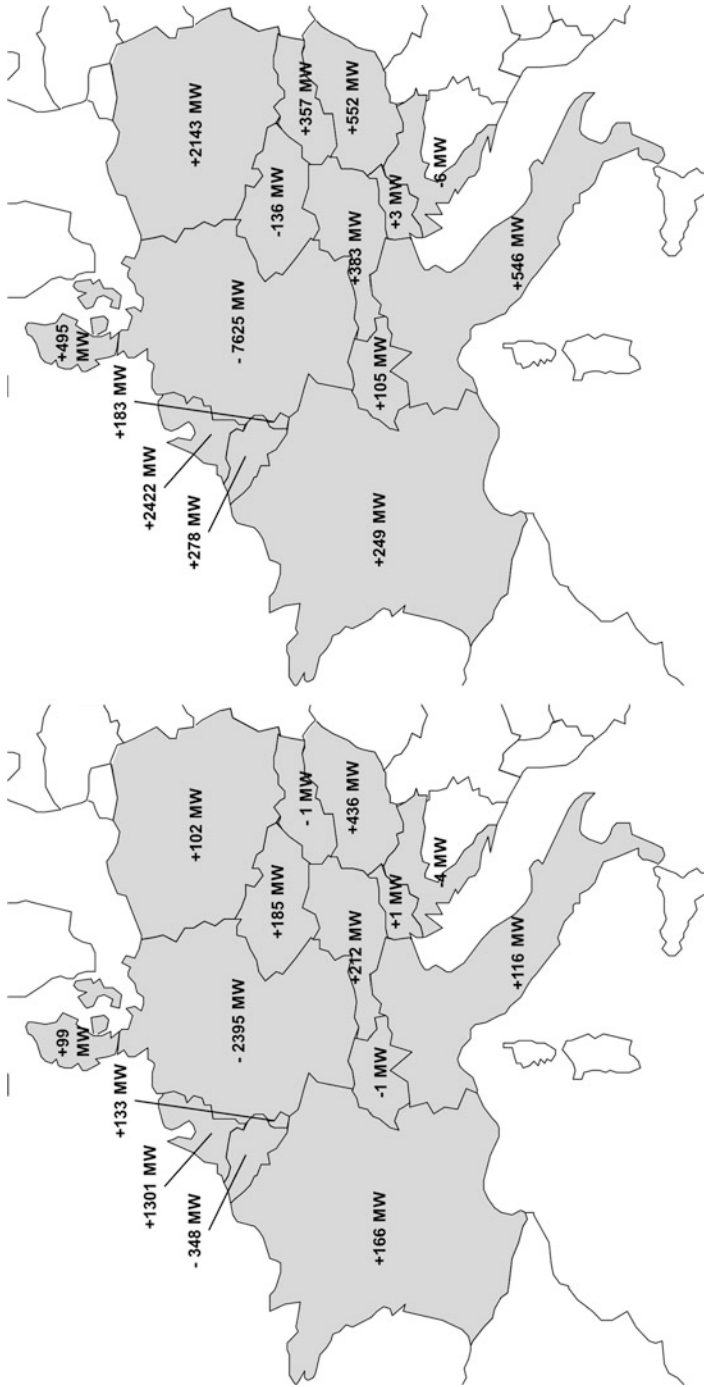 +495
MW
+183 MW
+2422 MW
+278 MW
- 7625 MW
+2143 MW
-136 MW
+357 MW
+552 MW
+383 MW
+105 MW
+3 MW
-6 MW
+249 MW
+546 MW
+99
MW
+133 MW
+1301 MW
- 348 MW
- 2395 MW
+102 MW
+185 MW
- 1 MW
+436 MW
+212 MW
-1 MW
+1 MW
-4 MW
+166 MW
+116 MW